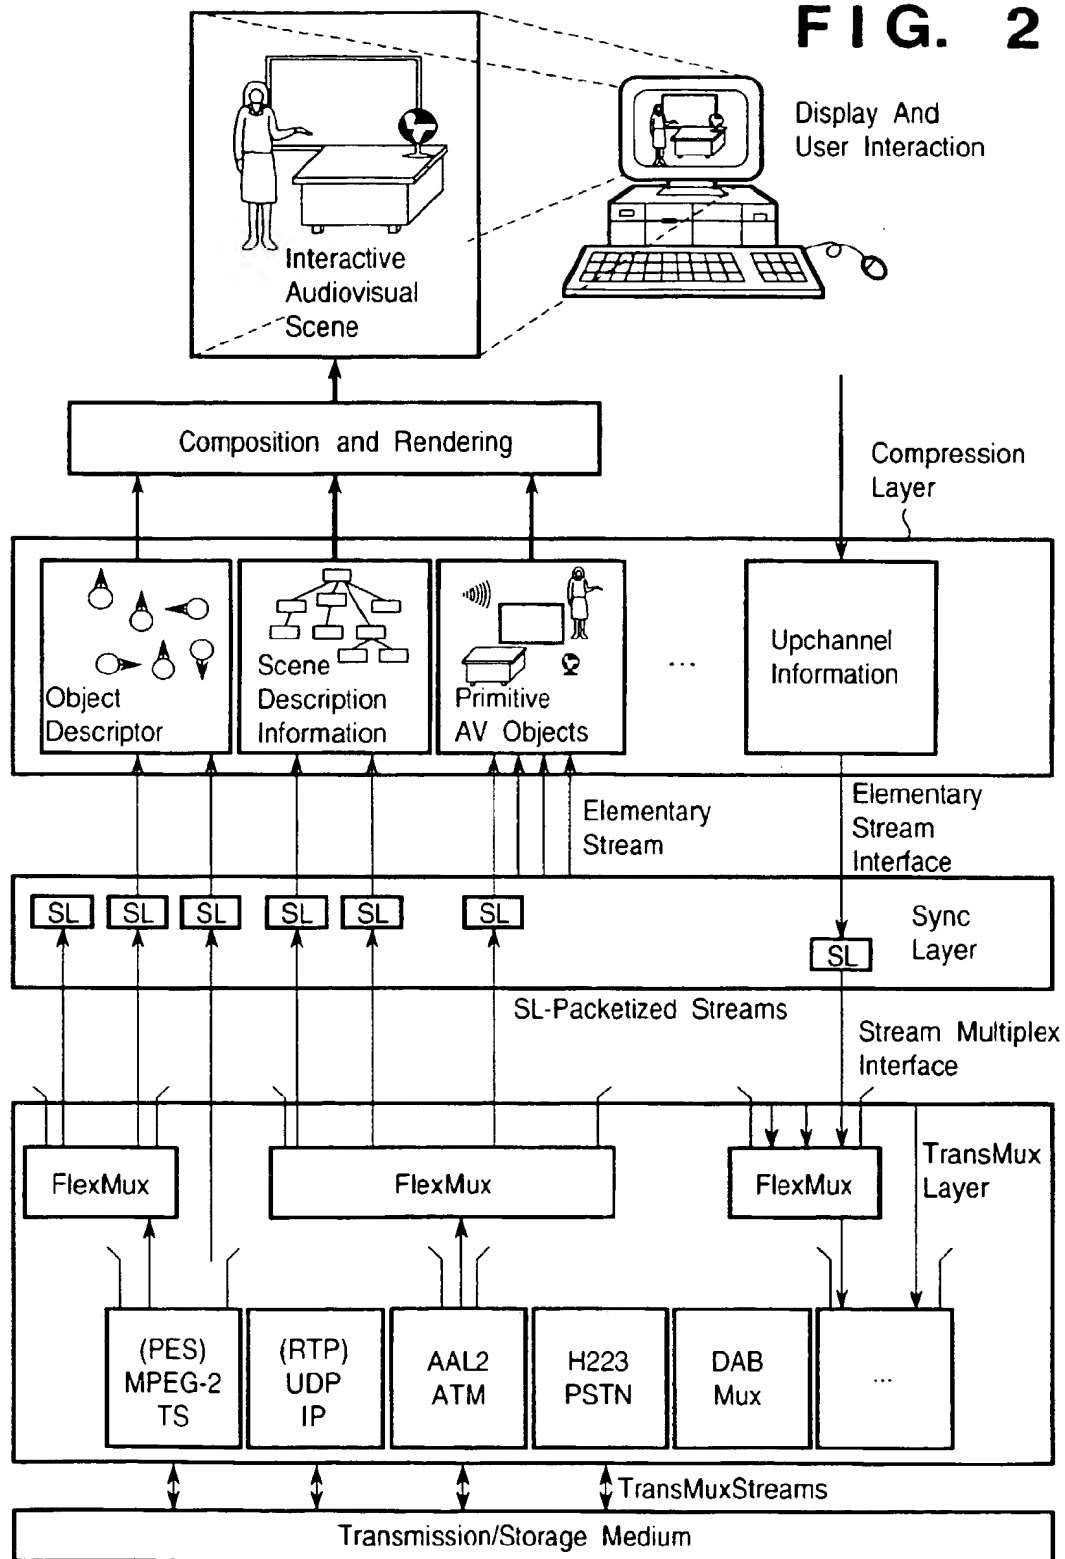 FIG. 2
Display And
User Interaction
Interactive
Audiovisual
Scene
Composition and Rendering
Compression
Layer
Object
Descriptor
Scene
Description
Information
Primitive
AV Objects
...
Upchannel
Information
Elementary
Stream
Elementary
Stream
Interface
SL
SL
SL
SL
SL
SL
SL
Sync
Layer
SL-Packetized Streams
Stream Multiplex
Interface
FlexMux
FlexMux
FlexMux
TransMux
Layer
(PES)
MPEG-2
TS
(RTP)
UDP
IP
AAL2
ATM
H223
PSTN
DAB
Mux
...
TransMuxStreams
Transmission/Storage Medium